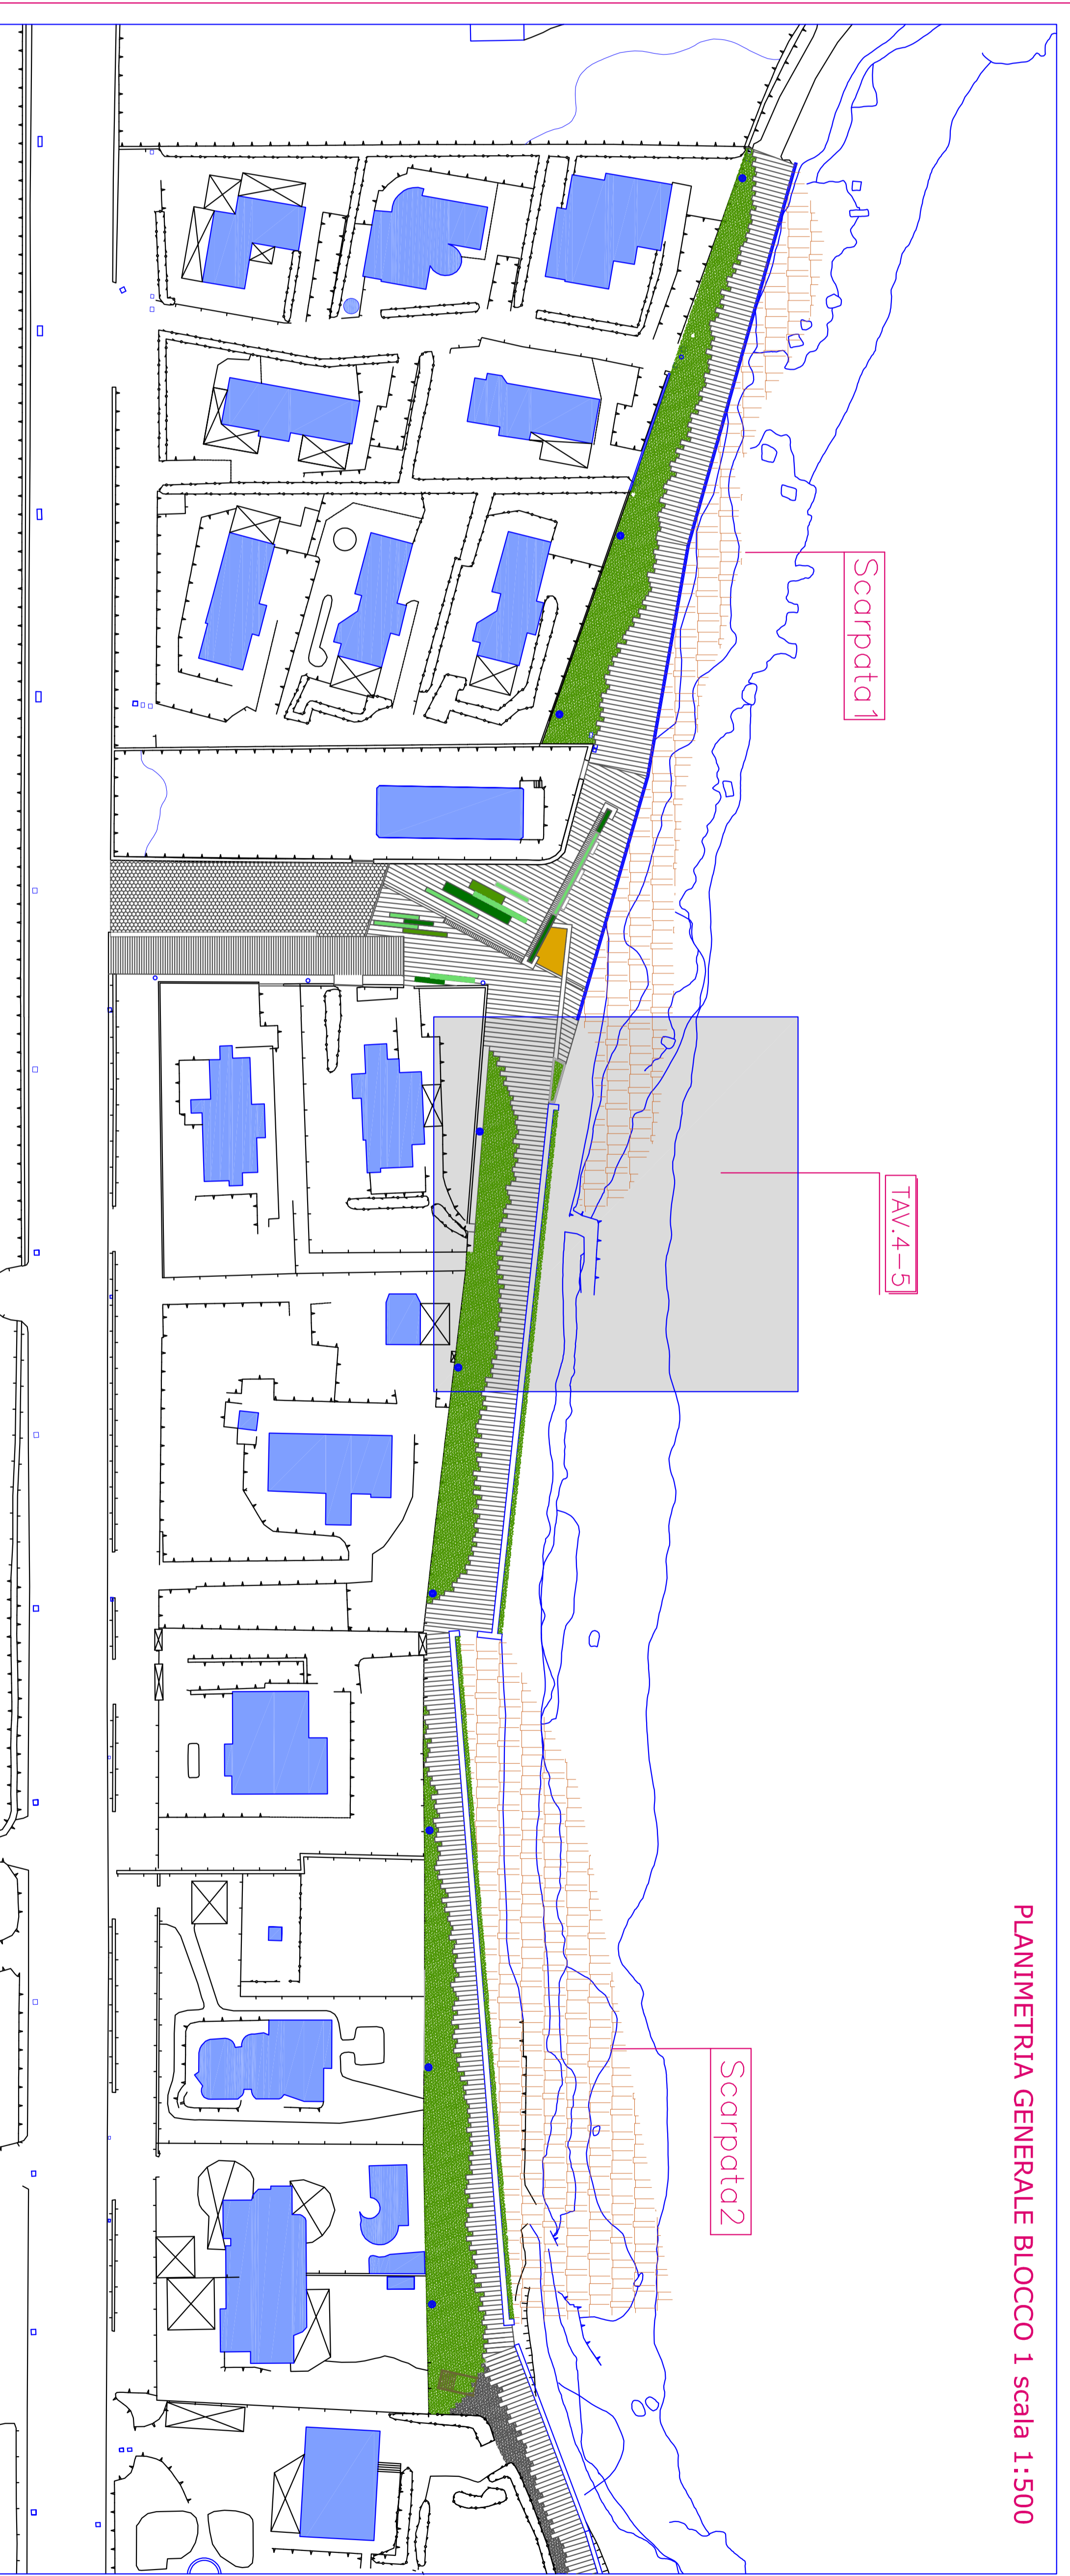 PLANIMETRIA GENERALE BLOCCO 1 scala 1:500
Scarpata1
TAV.4-5
Scarpata2